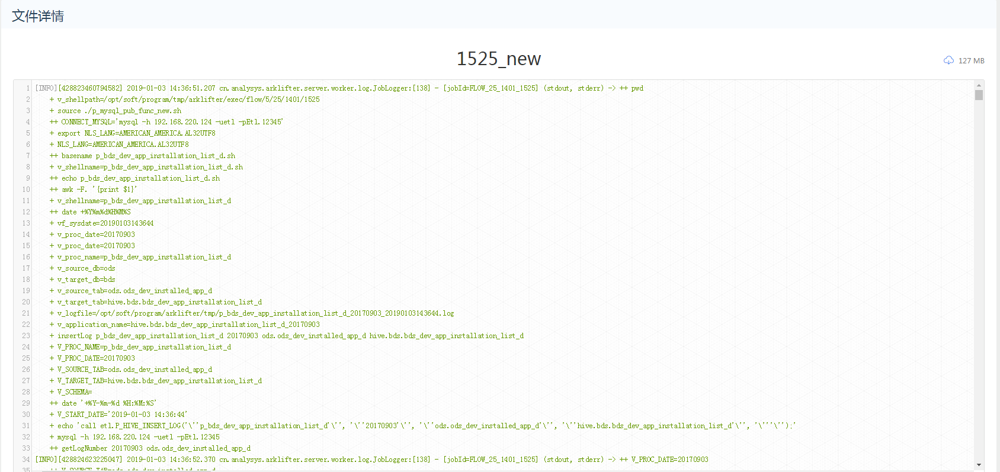 文件详情
1525_new
127 MB
1 [INFO][428823460794582] 2019-01-03 14:36:51.207 cn.analysys.arklifter.server.worker.log.JobLogger:[138] - [jobId=FLOW_25_1401_1525] (stdout, stderr) -> ++ pwd
2 + v_shellpath=/opt/soft/program/tmp/arklifter/exec/flow/5/25/1401/1525
3 + source ./p_mysql_pub_func_new.sh
4 ++ CONNECT_MYSQL='mysql -h 192.168.220.124 -uetl -pEtl.12345'
5 + export NLS_LANG=AMERICAN_AMERICA.AL32UTF8
6 + NLS_LANG=AMERICAN_AMERICA.AL32UTF8
7 ++ basename p_bds_dev_app_installation_list_d.sh
8 + v_shellname=p_bds_dev_app_installation_list_d.sh
9 ++ echo p_bds_dev_app_installation_list_d.sh
10 ++ awk -F. '{print $1}'
11 + v_shellname=p_bds_dev_app_installation_list_d
12 ++ date +%Y%m%d%H%M%S
13 + vf_sysdate=20190103143644
14 + v_proc_date=20170903
15 + v_proc_date=20170903
16 + v_proc_name=p_bds_dev_app_installation_list_d
17 + v_source_db=ods
18 + v_target_db=bds
19 + v_source_tab=ods.ods_dev_installed_app_d
20 + v_target_tab=hive.bds.bds_dev_app_installation_list_d
21 + v_logfile=/opt/soft/program/arklifter/tmp/p_bds_dev_app_installation_list_d_20170903_20190103143644.log
22 + v_application_name=hive.bds.bds_dev_app_installation_list_d_20170903
23 + insertLog p_bds_dev_app_installation_list_d 20170903 ods.ods_dev_installed_app_d hive.bds.bds_dev_app_installation_list_d
24 + V_PROC_NAME=p_bds_dev_app_installation_list_d
25 + V_PROC_DATE=20170903
26 + V_SOURCE_TAB=ods.ods_dev_installed_app_d
27 + V_TARGET_TAB=hive.bds.bds_dev_app_installation_list_d
28 + V_SCHEMA=
29 ++ date '+%Y-%m-%d %H:%M:%S'
30 + V_START_DATE='2019-01-03 14:36:44'
31 + echo 'call etl.P_HIVE_INSERT_LOG('\''p_bds_dev_app_installation_list_d'\'', '\''20170903'\'', '\''ods.ods_dev_installed_app_d'\'', '\''hive.bds.bds_dev_app_installation_list_d'\'', '\'''\'');'
32 + mysql -h 192.168.220.124 -uetl -pEtl.12345
33 ++ getLogNumber 20170903 ods.ods_dev_installed_app_d
34 [INFO][428824623225047] 2019-01-03 14:36:52.370 cn.analysys.arklifter.server.worker.log.JobLogger:[138] - [jobId=FLOW_25_1401_1525] (stdout, stderr) -> ++ V_PROC_DATE=20170903
35 ++ V_SOURCE_TAB=ods.ods_dev_installed_app_d